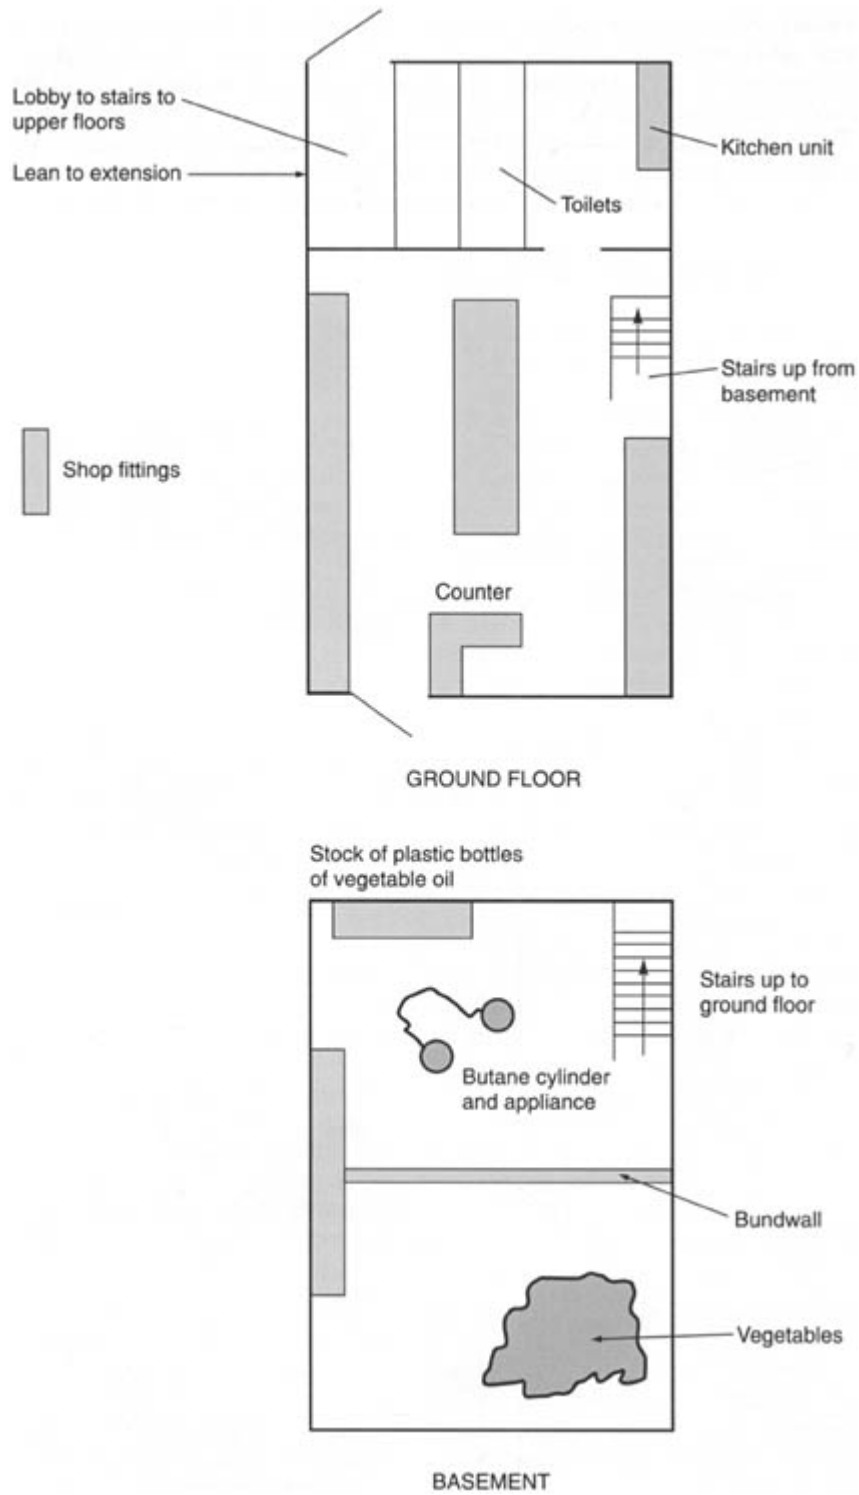 Lobby to stairs to
upper floors
Lean to extension
Kitchen unit
Toilets
Stairs up from
basement
Shop fittings
Counter
GROUND FLOOR
Stock of plastic bottles
of vegetable oil
Stairs up to
ground floor
Butane cylinder
and appliance
Bundwall
Vegetables
BASEMENT